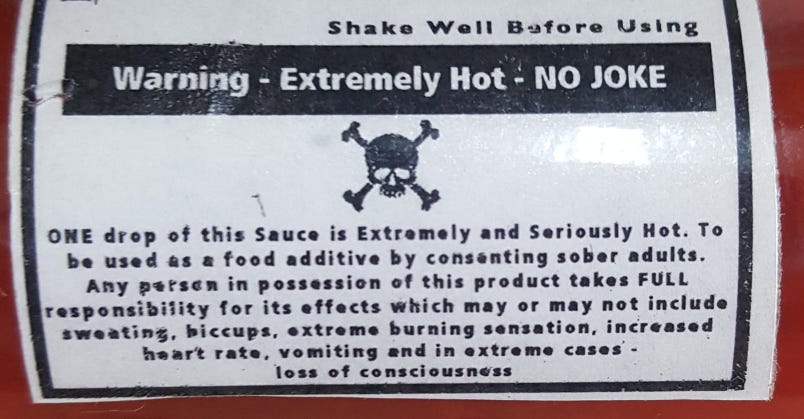 Shake Well Before Using
Warning - Extremely Hot - NO JOKE
ONE drop of this Sauce is Extremely and Seriously Hot. To
be used as a food additive by consenting sober adults.
Any person in possession of this product takes FULL
responsibility for its effects which may or may not include
sweating, hiccups, extreme burning sensation, increased
heart rate, vomiting and in extreme cases -
loss of consciousness